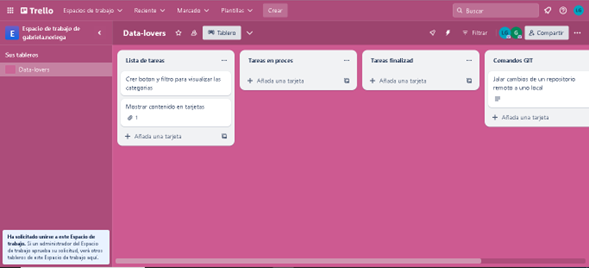 Trello
Espacios de trabajo
Reciente
Marcado
Plantillas
Crear
Buscar
E
Espacio de trabajo de
gabriela.noriega
Data-lovers
Tablero
Filtrar
Compartir
Sus tableros
Data-lovers
Lista de tareas
Crer boton y filtro para visualizar las
categorias
Mostrar contenido en tarjetas
1
Añada una tarjeta
Tareas en proces
Añada una tarjeta
Tareas finalizad
Añada una tarjeta
Comandos GIT
Jalar cambios de un repositorio
remoto a uno local
Añada una tarjeta
Ha solicitado unirse a este Espacio de
trabajo. Si un administrador del Espacio
de trabajo aprueba su solicitud, verá otros
tableros de este Espacio de trabajo aquí.